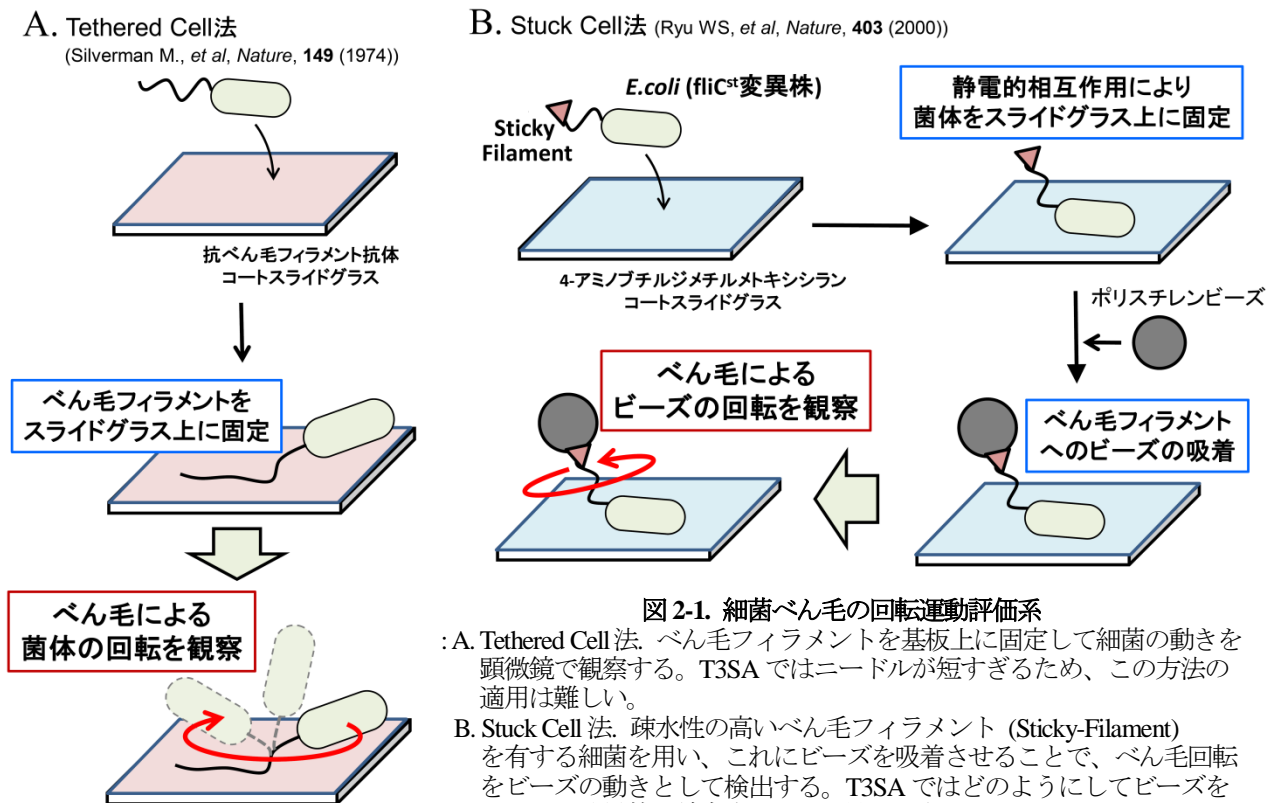 A. Tethered Cell法
(Silverman M., et al, Nature, 149 (1974))
抗べん毛フィラメント抗体
コートスライドグラス
べん毛フィラメントを
スライドグラス上に固定
べん毛による
菌体の回転を観察
B. Stuck Cell法 (Ryu WS, et al, Nature, 403 (2000))
E.coli (fliCst変異株)
Sticky
Filament
4-アミノブチルジメチルメトキシシラン
コートスライドグラス
静電的相互作用により
菌体をスライドグラス上に固定
ポリスチレンビーズ
べん毛フィラメント
へのビーズの吸着
べん毛による
ビーズの回転を観察
図 2-1. 細菌べん毛の回転運動評価系
: A. Tethered Cell 法. べん毛フィラメントを基板上に固定して細菌の動きを
顕微鏡で観察する。T3SA ではニードルが短すぎるため、この方法の
適用は難しい。
B. Stuck Cell 法. 疎水性の高いべん毛フィラメント (Sticky-Filament)
を有する細菌を用い、これにビーズを吸着させることで、べん毛回転
をビーズの動きとして検出する。T3SA ではどのようにしてビーズを